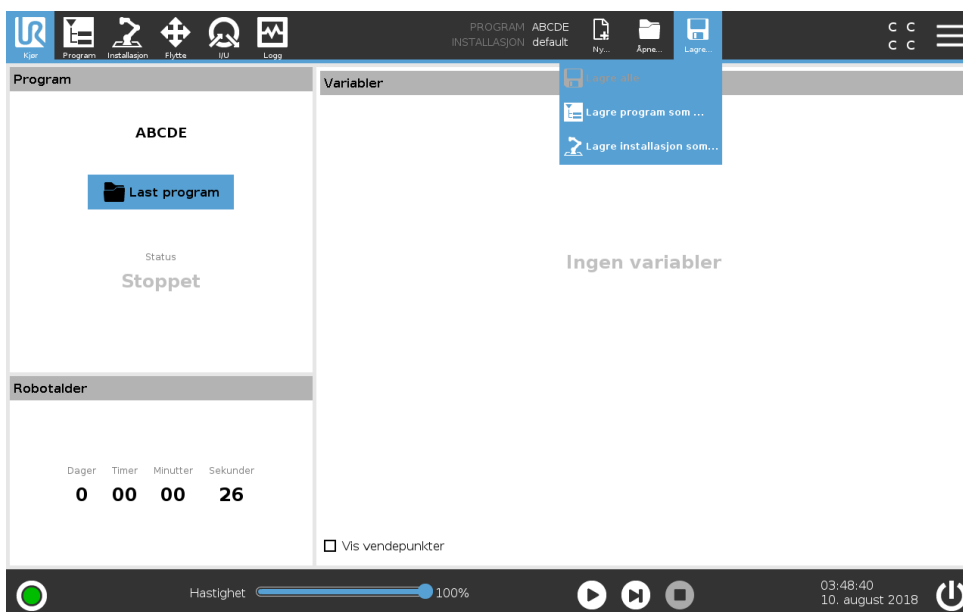 UR
Kjør
Program
Installasjon
Flytte
I/U
Logg
PROGRAM ABCDE
INSTALLASJON default
Ny...
Åpne...
Lagre...
C C
C C
Lagre alle
Lagre program som ...
Lagre installasjon som...
Program
ABCDE
Last program
Status
Stoppet
Robotalder
Dager Timer Minutter Sekunder
0 00 00 26
Variabler
Ingen variabler
Vis vendepunkter
Hastighet 100%
03:48:40
10. august 2018